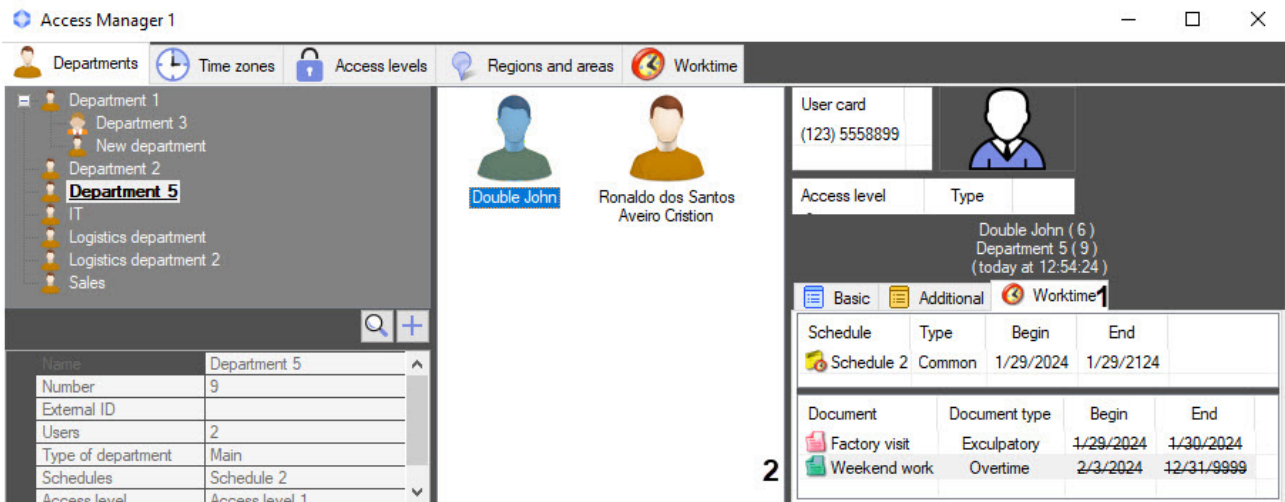 Access Manager 1
Departments Time zones Access levels Regions and areas Worktime
Department 1
Department 3
New department
Department 2
Department 5
IT
Logistics department
Logistics department 2
Sales
Name Department 5
Number 9
External ID
Users 2
Type of department Main
Schedules Schedule 2
Access level Access level 1
Double John
Ronaldo dos Santos
Aveiro Cristion
User card
(123) 5558899
Access level Type
Double John ( 6 )
Department 5 ( 9 )
(today at 12:54:24 )
Basic Additional Worktime 1
Schedule Type Begin End
Schedule 2 Common 1/29/2024 1/29/2124
Document Document type Begin End
Factory visit Exculpatory 1/29/2024 1/30/2024
2 Weekend work Overtime 2/3/2024 12/31/9999